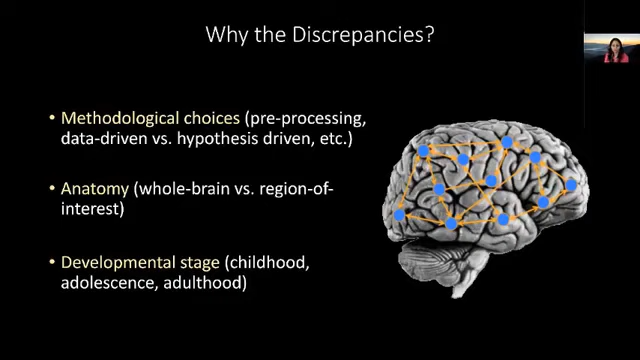 Why the Discrepancies?
• Methodological choices (pre-processing,
data-driven vs. hypothesis driven, etc.)
• Anatomy (whole-brain vs. region-of-
interest)
• Developmental stage (childhood,
adolescence, adulthood)